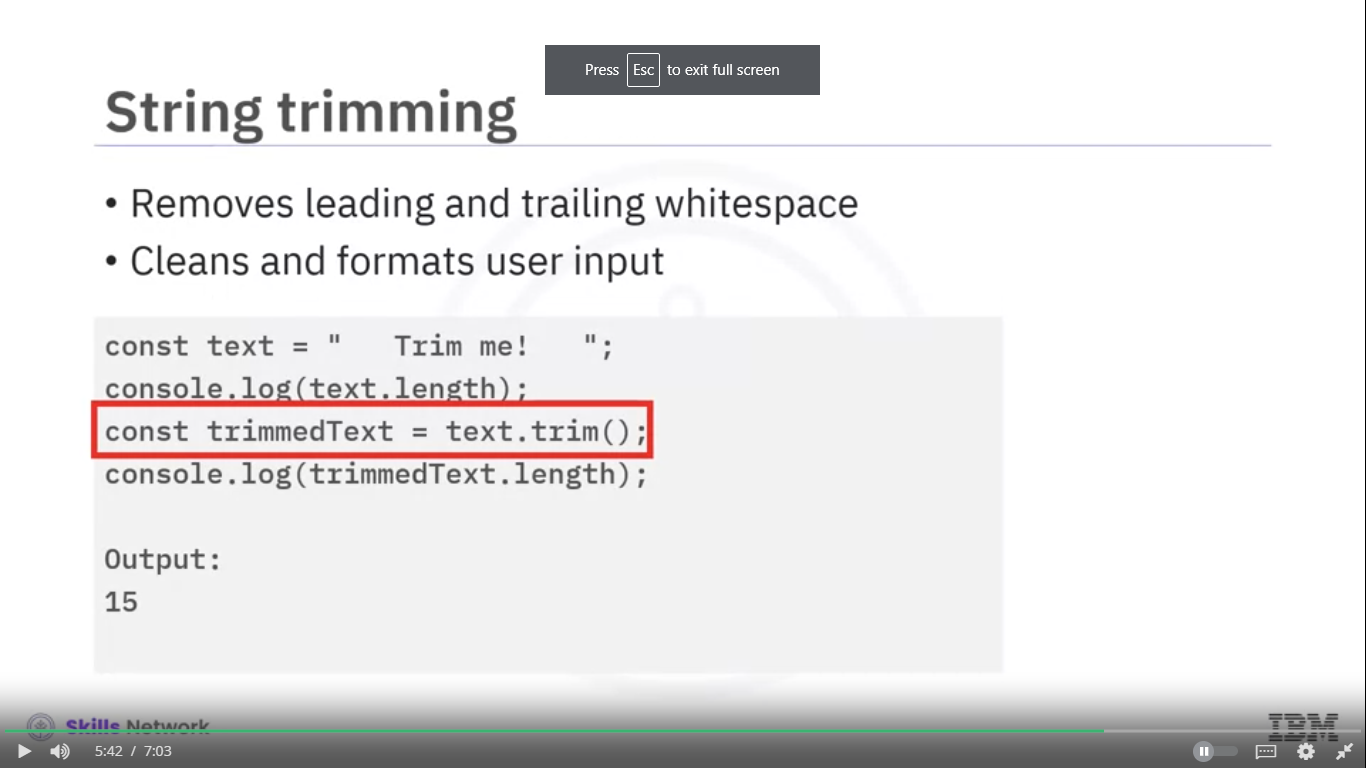 Press Esc to exit full screen
String trimming
• Removes leading and trailing whitespace
• Cleans and formats user input
const text = "   Trim me!   ";
console.log(text.length);
const trimmedText = text.trim();
console.log(trimmedText.length);
Output:
15
Skills Network
IBM
5:42 / 7:03